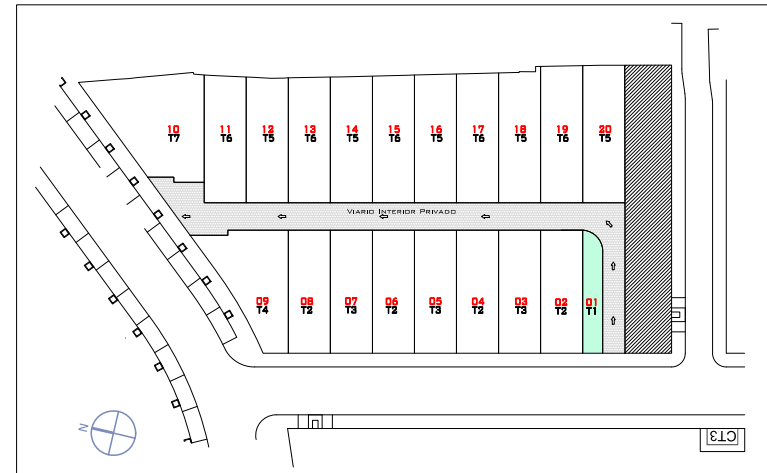 10 11 12 13 14 15 16 17 18 19 20
T7 T6 T5 T6 T5 T6 T5 T6 T5 T6 T5
Viario Interior Privado
09 08 07 06 05 04 03 02 01
T4 T2 T3 T2 T3 T2 T3 T2 T1
N
CT3